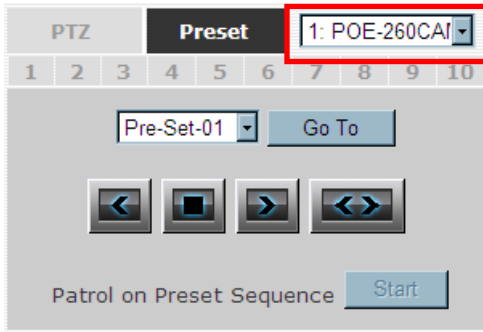 PTZ Preset 1: POE-260CAM
1 2 3 4 5 6 7 8 9 10
Pre-Set-01 Go To
Patrol on Preset Sequence Start